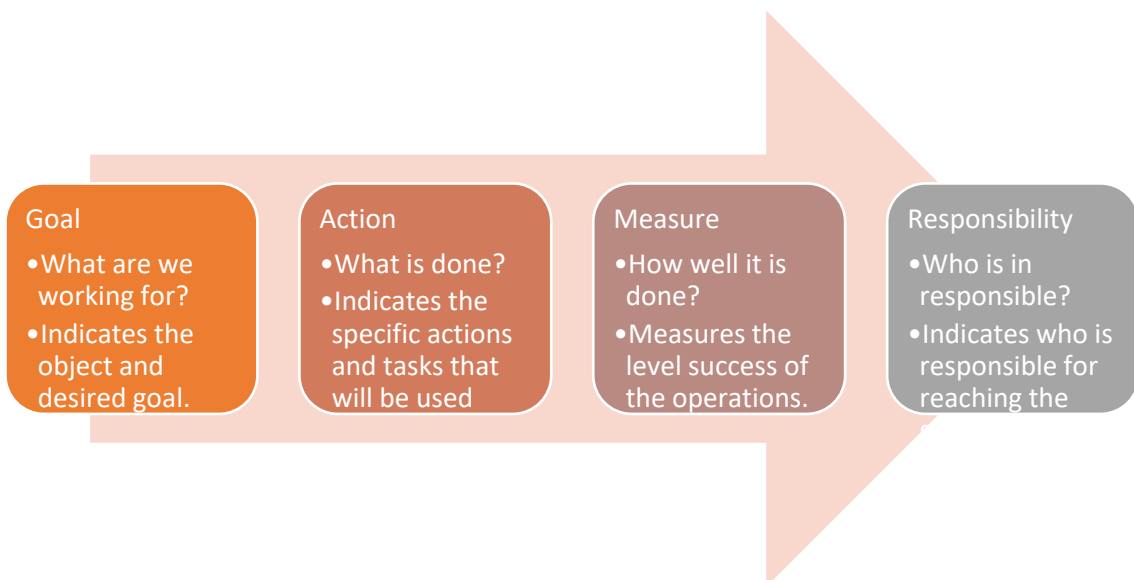 Goal
•What are we
working for?
•Indicates the
object and
desired goal.
Action
•What is done?
•Indicates the
specific actions
and tasks that
will be used
Measure
•How well it is
done?
•Measures the
level success of
the operations.
Responsibility
•Who is in
responsible?
•Indicates who is
responsible for
reaching the